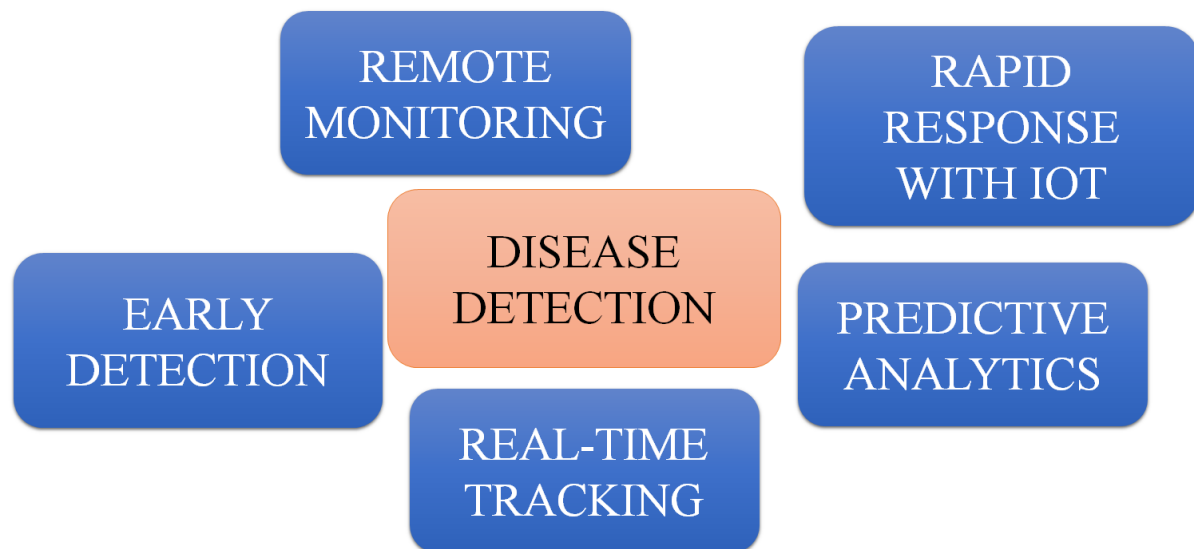 REMOTE
MONITORING
RAPID
RESPONSE
WITH IOT
DISEASE
DETECTION
EARLY
DETECTION
PREDICTIVE
ANALYTICS
REAL-TIME
TRACKING